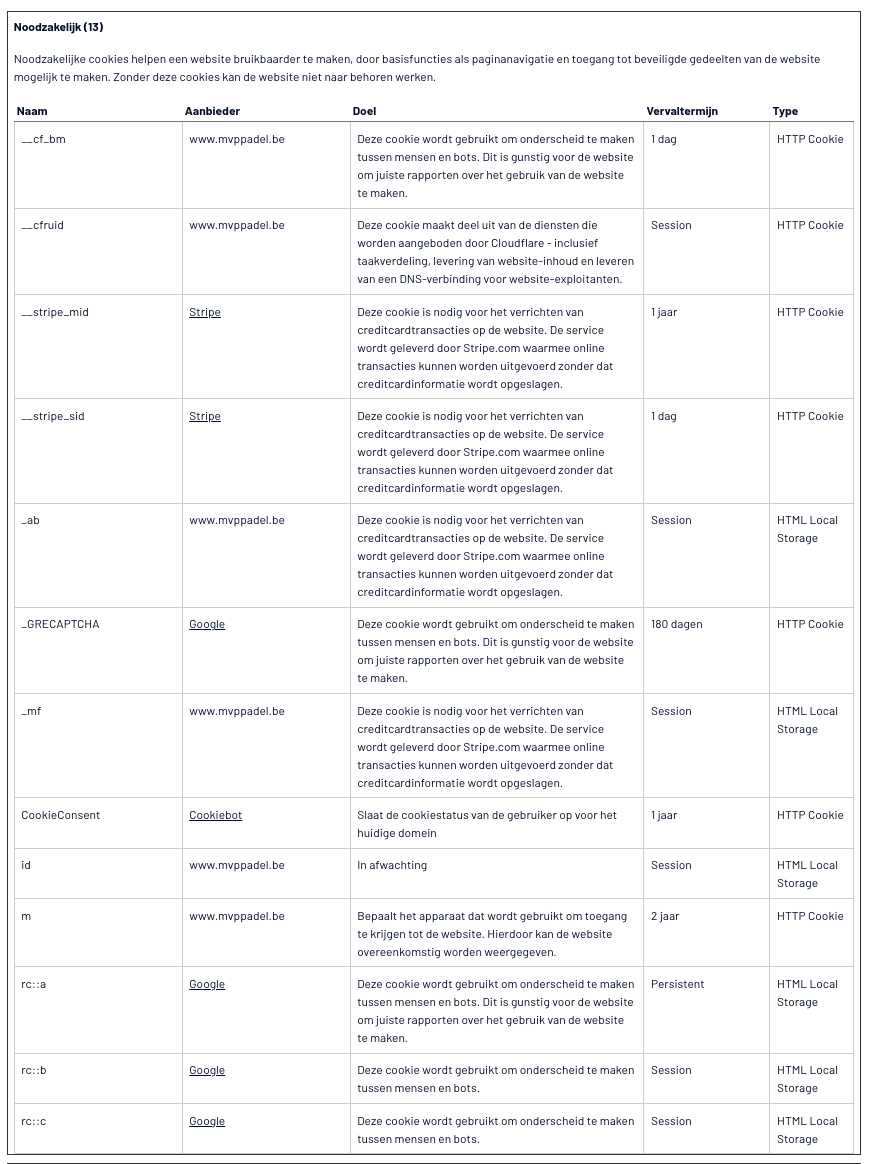 Noodzakelijk (13)
Noodzakelijke cookies helpen een website bruikbaarder te maken, door basisfuncties als paginanavigatie en toegang tot beveiligde gedeelten van de website
mogelijk te maken. Zonder deze cookies kan de website niet naar behoren werken.
Naam Aanbieder Doel Vervaltermijn Type
__cf_bm www.mvppadel.be Deze cookie wordt gebruikt om onderscheid te maken 1 dag HTTP Cookie
tussen mensen en bots. Dit is gunstig voor de website
om juiste rapporten over het gebruik van de website
te maken.
__cfruid www.mvppadel.be Deze cookie maakt deel uit van de diensten die Session HTTP Cookie
worden aangeboden door Cloudflare - inclusief
taakverdeling, levering van website-inhoud en leveren
van een DNS-verbinding voor website-exploitanten.
__stripe_mid Stripe Deze cookie is nodig voor het verrichten van 1 jaar HTTP Cookie
creditcardtransacties op de website. De service
wordt geleverd door Stripe.com waarmee online
transacties kunnen worden uitgevoerd zonder dat
creditcardinformatie wordt opgeslagen.
__stripe_sid Stripe Deze cookie is nodig voor het verrichten van 1 dag HTTP Cookie
creditcardtransacties op de website. De service
wordt geleverd door Stripe.com waarmee online
transacties kunnen worden uitgevoerd zonder dat
creditcardinformatie wordt opgeslagen.
_ab www.mvppadel.be Deze cookie is nodig voor het verrichten van Session HTML Local
creditcardtransacties op de website. De service Storage
wordt geleverd door Stripe.com waarmee online
transacties kunnen worden uitgevoerd zonder dat
creditcardinformatie wordt opgeslagen.
_GRECAPTCHA Google Deze cookie wordt gebruikt om onderscheid te maken 180 dagen HTTP Cookie
tussen mensen en bots. Dit is gunstig voor de website
om juiste rapporten over het gebruik van de website
te maken.
_mf www.mvppadel.be Deze cookie is nodig voor het verrichten van Session HTML Local
creditcardtransacties op de website. De service Storage
wordt geleverd door Stripe.com waarmee online
transacties kunnen worden uitgevoerd zonder dat
creditcardinformatie wordt opgeslagen.
CookieConsent Cookiebot Slaat de cookiestatus van de gebruiker op voor het 1 jaar HTTP Cookie
huidige domein
id www.mvppadel.be In afwachting Session HTML Local
Storage
m www.mvppadel.be Bepaalt het apparaat dat wordt gebruikt om toegang 2 jaar HTTP Cookie
te krijgen tot de website. Hierdoor kan de website
overeenkomstig worden weergegeven.
rc::a Google Deze cookie wordt gebruikt om onderscheid te maken Persistent HTML Local
tussen mensen en bots. Dit is gunstig voor de website Storage
om juiste rapporten over het gebruik van de website
te maken.
rc::b Google Deze cookie wordt gebruikt om onderscheid te maken Session HTML Local
tussen mensen en bots. Storage
rc::c Google Deze cookie wordt gebruikt om onderscheid te maken Session HTML Local
tussen mensen en bots. Storage